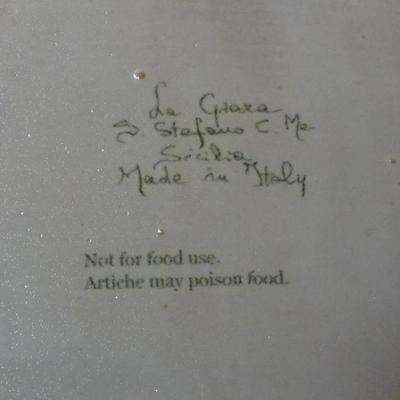 La Giara
S. Stefano C. Me
Sicilia
Made in Italy
Not for food use.
Artiche may poison food.